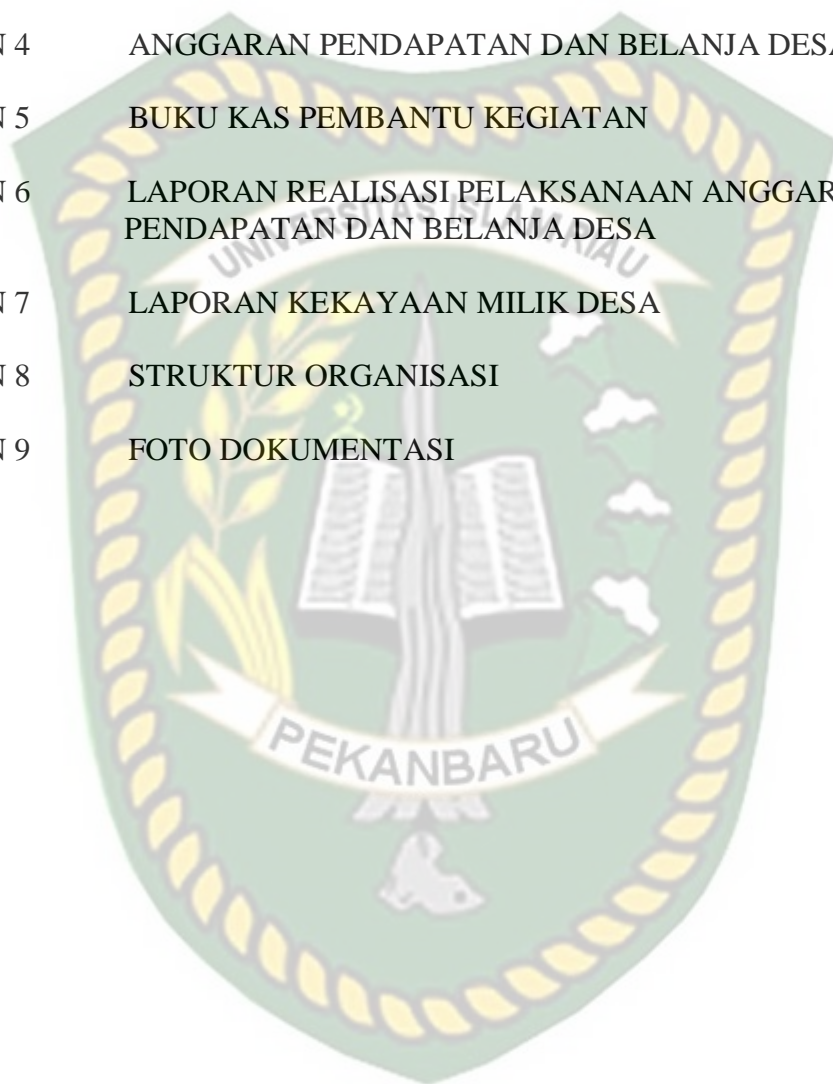 N 4 ANGGARAN PENDAPATAN DAN BELANJA DESA
N 5 BUKU KAS PEMBANTU KEGIATAN
N 6 LAPORAN REALISASI PELAKSANAAN ANGGAR
PENDAPATAN DAN BELANJA DESA
UNIVERSITAS ISLAM RIAU
N 7 LAPORAN KEKAYAAN MILIK DESA
N 8 STRUKTUR ORGANISASI
N 9 FOTO DOKUMENTASI
PEKANBARU